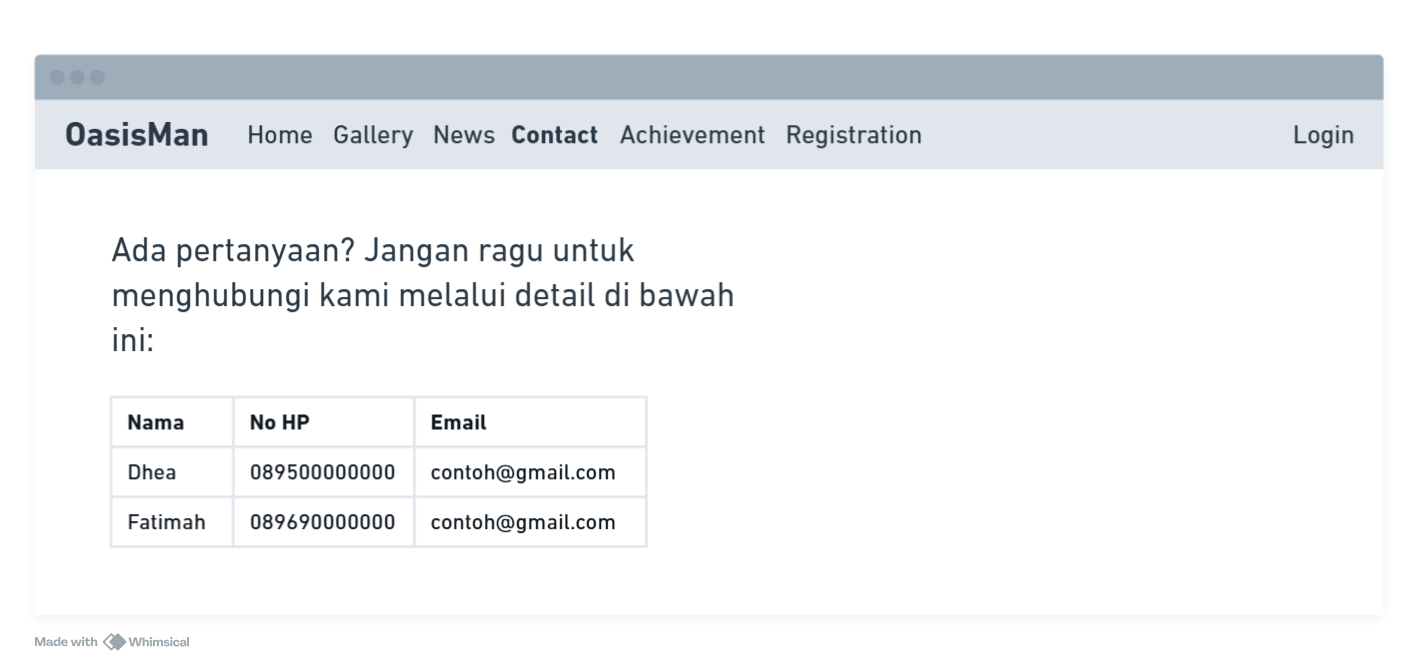 OasisMan Home Gallery News Contact Achievement Registration Login
Ada pertanyaan? Jangan ragu untuk
menghubungi kami melalui detail di bawah
ini:
Nama No HP Email
Dhea 089500000000 contoh@gmail.com
Fatimah 089690000000 contoh@gmail.com
Made with Whimsical